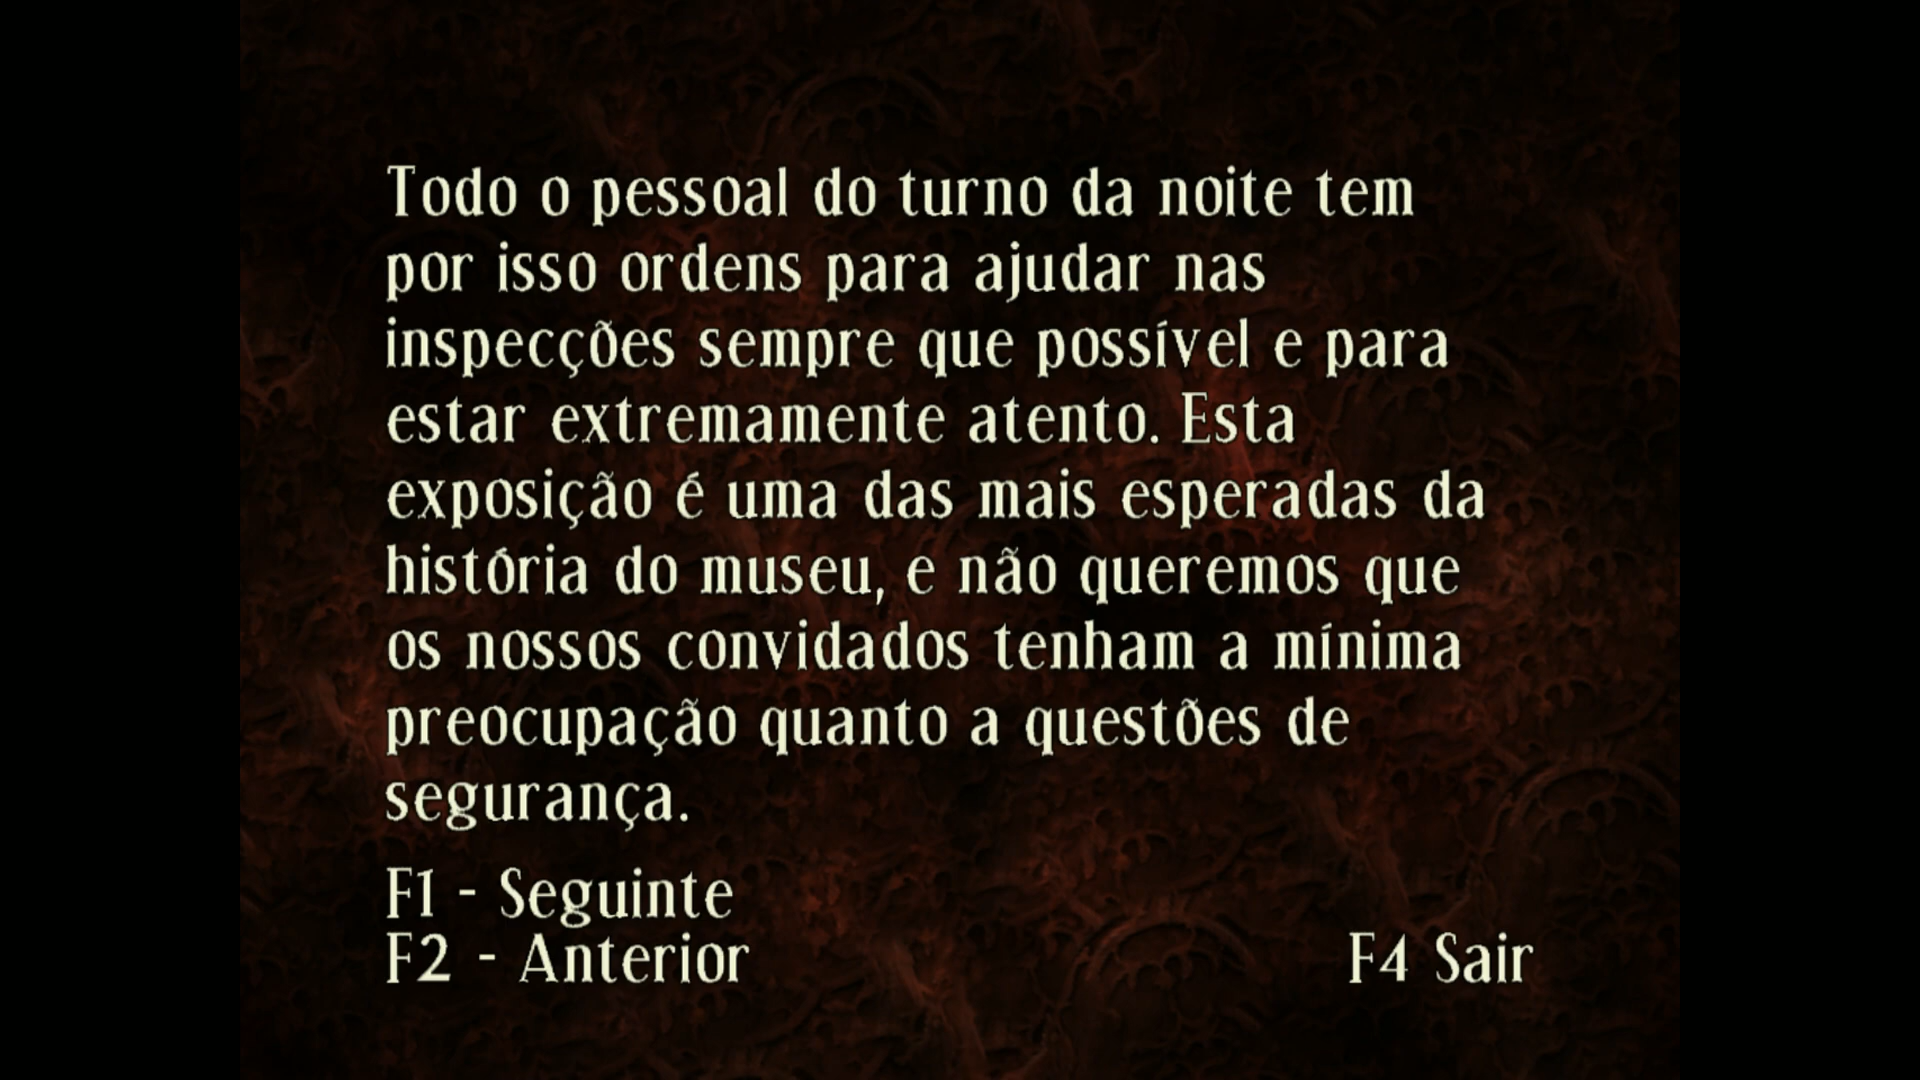 Todo o pessoal do turno da noite tem
por isso ordens para ajudar nas
inspecções sempre que possível e para
estar extremamente atento. Esta
exposição é uma das mais esperadas da
história do museu, e não queremos que
os nossos convidados tenham a mínima
preocupação quanto a questões de
segurança.
F1 - Seguinte
F2 - Anterior
F4 Sair